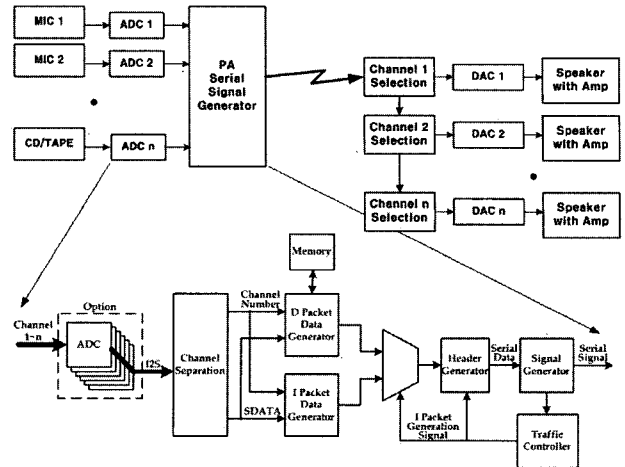 MIC 1
ADC 1
MIC 2
ADC 2
CD/TAPE
ADC n
PA
Serial
Signal
Generator
Channel 1
Selection
DAC 1
Speaker
with Amp
Channel 2
Selection
DAC 2
Speaker
with Amp
Channel n
Selection
DAC n
Speaker
with Amp
Option
Channel
1~n
ADC
I2S
Channel
Separation
Memory
Channel
Number
D Packet
Data
Generator
SDATA
I Packet
Data
Generator
Header
Generator
Serial
Data
Signal
Generator
Serial
Signal
I Packet
Generation
Signal
Traffic
Controller